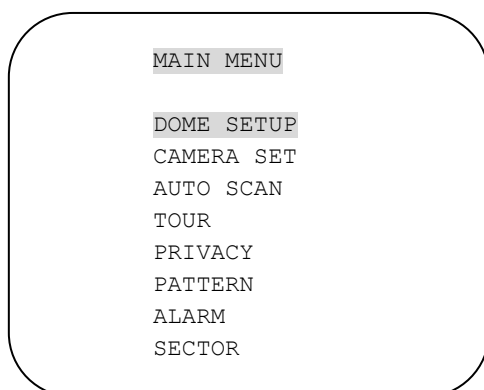 MAIN MENU
DOME SETUP
CAMERA SET
AUTO SCAN
TOUR
PRIVACY
PATTERN
ALARM
SECTOR